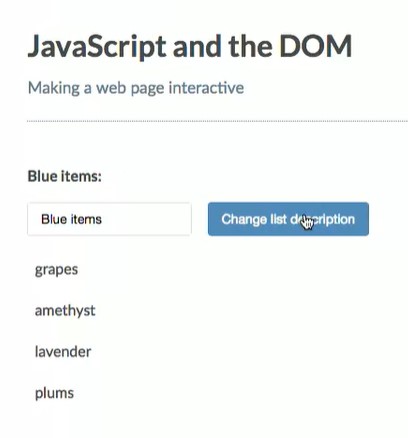 JavaScript and the DOM
Making a web page interactive
Blue items:
Blue items
Change list description
grapes
amethyst
lavender
plums